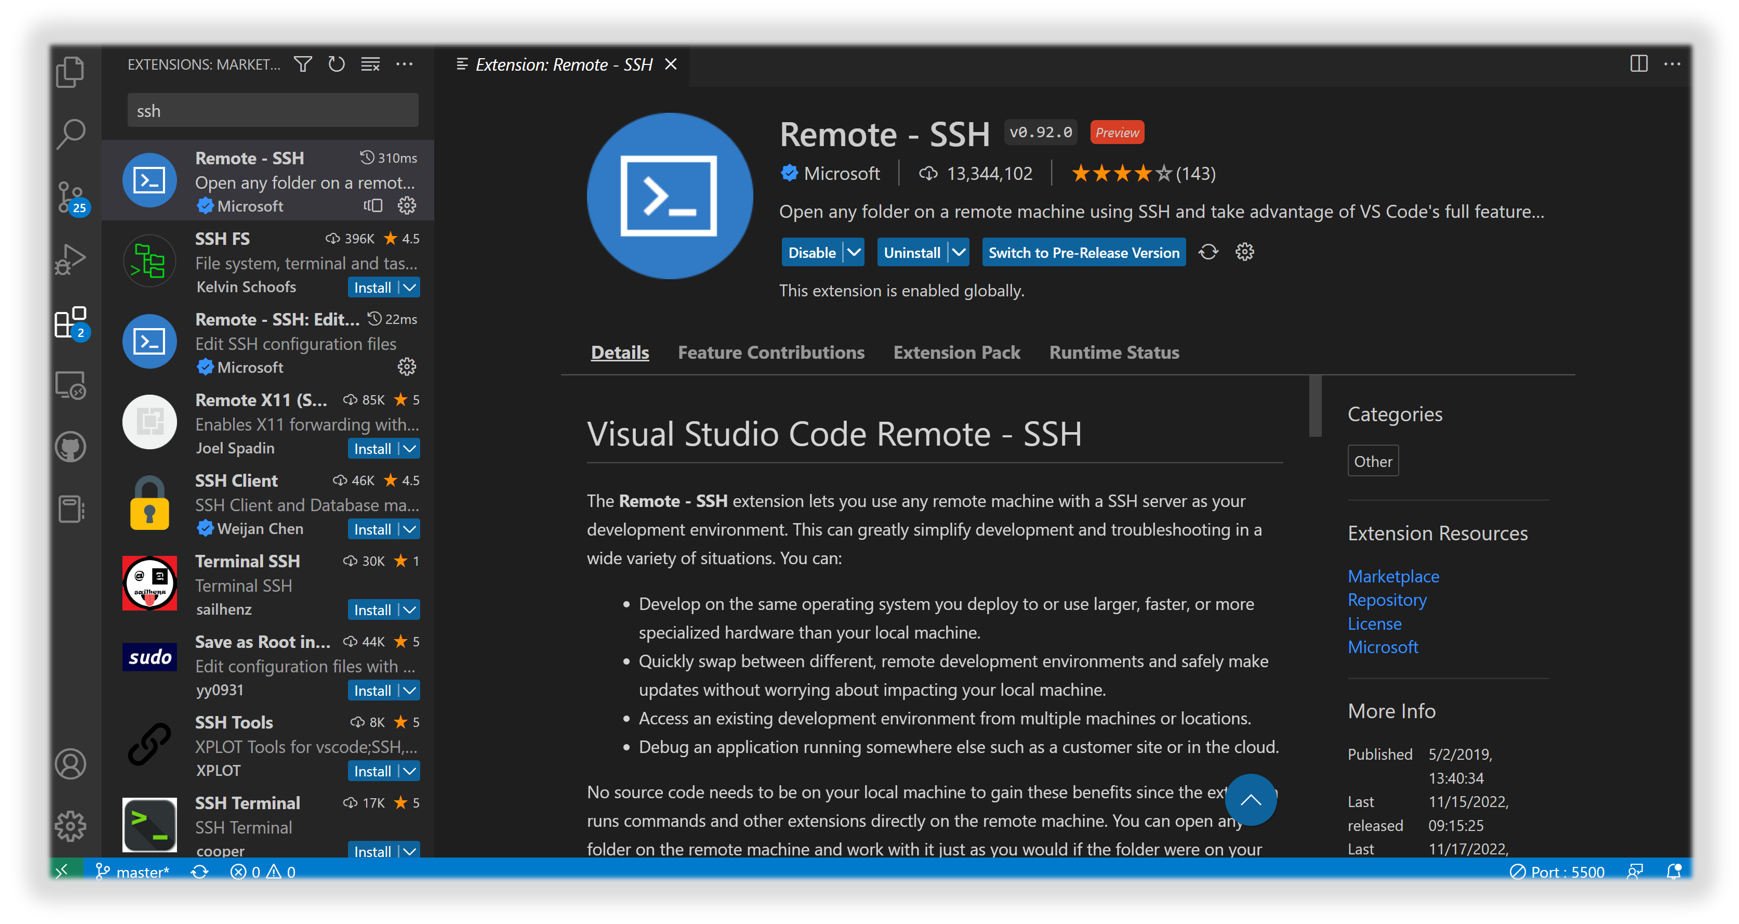 EXTENSIONS: MARKET...
ssh
Remote - SSH 310ms
Open any folder on a remot...
Microsoft
SSH FS 396K 4.5
File system, terminal and tas...
Kelvin Schoofs Install
Remote - SSH: Edit... 22ms
Edit SSH configuration files
Microsoft
Remote X11 (S... 85K 5
Enables X11 forwarding with...
Joel Spadin Install
SSH Client 46K 4.5
SSH Client and Database ma...
Weijan Chen Install
Terminal SSH 30K 1
Terminal SSH
sailhenz Install
Save as Root in... 44K 5
Edit configuration files with ...
yy0931 Install
SSH Tools 8K 5
XPLOT Tools for vscode;SSH,...
XPLOT Install
SSH Terminal 17K 5
SSH Terminal
cooper Install
25
2
sudo
Extension: Remote - SSH
Remote - SSH v0.92.0 Preview
Microsoft 13,344,102 (143)
Open any folder on a remote machine using SSH and take advantage of VS Code's full feature...
Disable Uninstall Switch to Pre-Release Version
This extension is enabled globally.
Details Feature Contributions Extension Pack Runtime Status
Visual Studio Code Remote - SSH
The Remote - SSH extension lets you use any remote machine with a SSH server as your
development environment. This can greatly simplify development and troubleshooting in a
wide variety of situations. You can:
• Develop on the same operating system you deploy to or use larger, faster, or more
specialized hardware than your local machine.
• Quickly swap between different, remote development environments and safely make
updates without worrying about impacting your local machine.
• Access an existing development environment from multiple machines or locations.
• Debug an application running somewhere else such as a customer site or in the cloud.
No source code needs to be on your local machine to gain these benefits since the
runs commands and other extensions directly on the remote machine. You can open any
folder on the remote machine and work with it just as you would if the folder were on your
Categories
Other
Extension Resources
Marketplace
Repository
License
Microsoft
More Info
Published 5/2/2019,
13:40:34
Last 11/15/2022,
released 09:15:25
Last 11/17/2022,
master* 0 0 Port : 5500